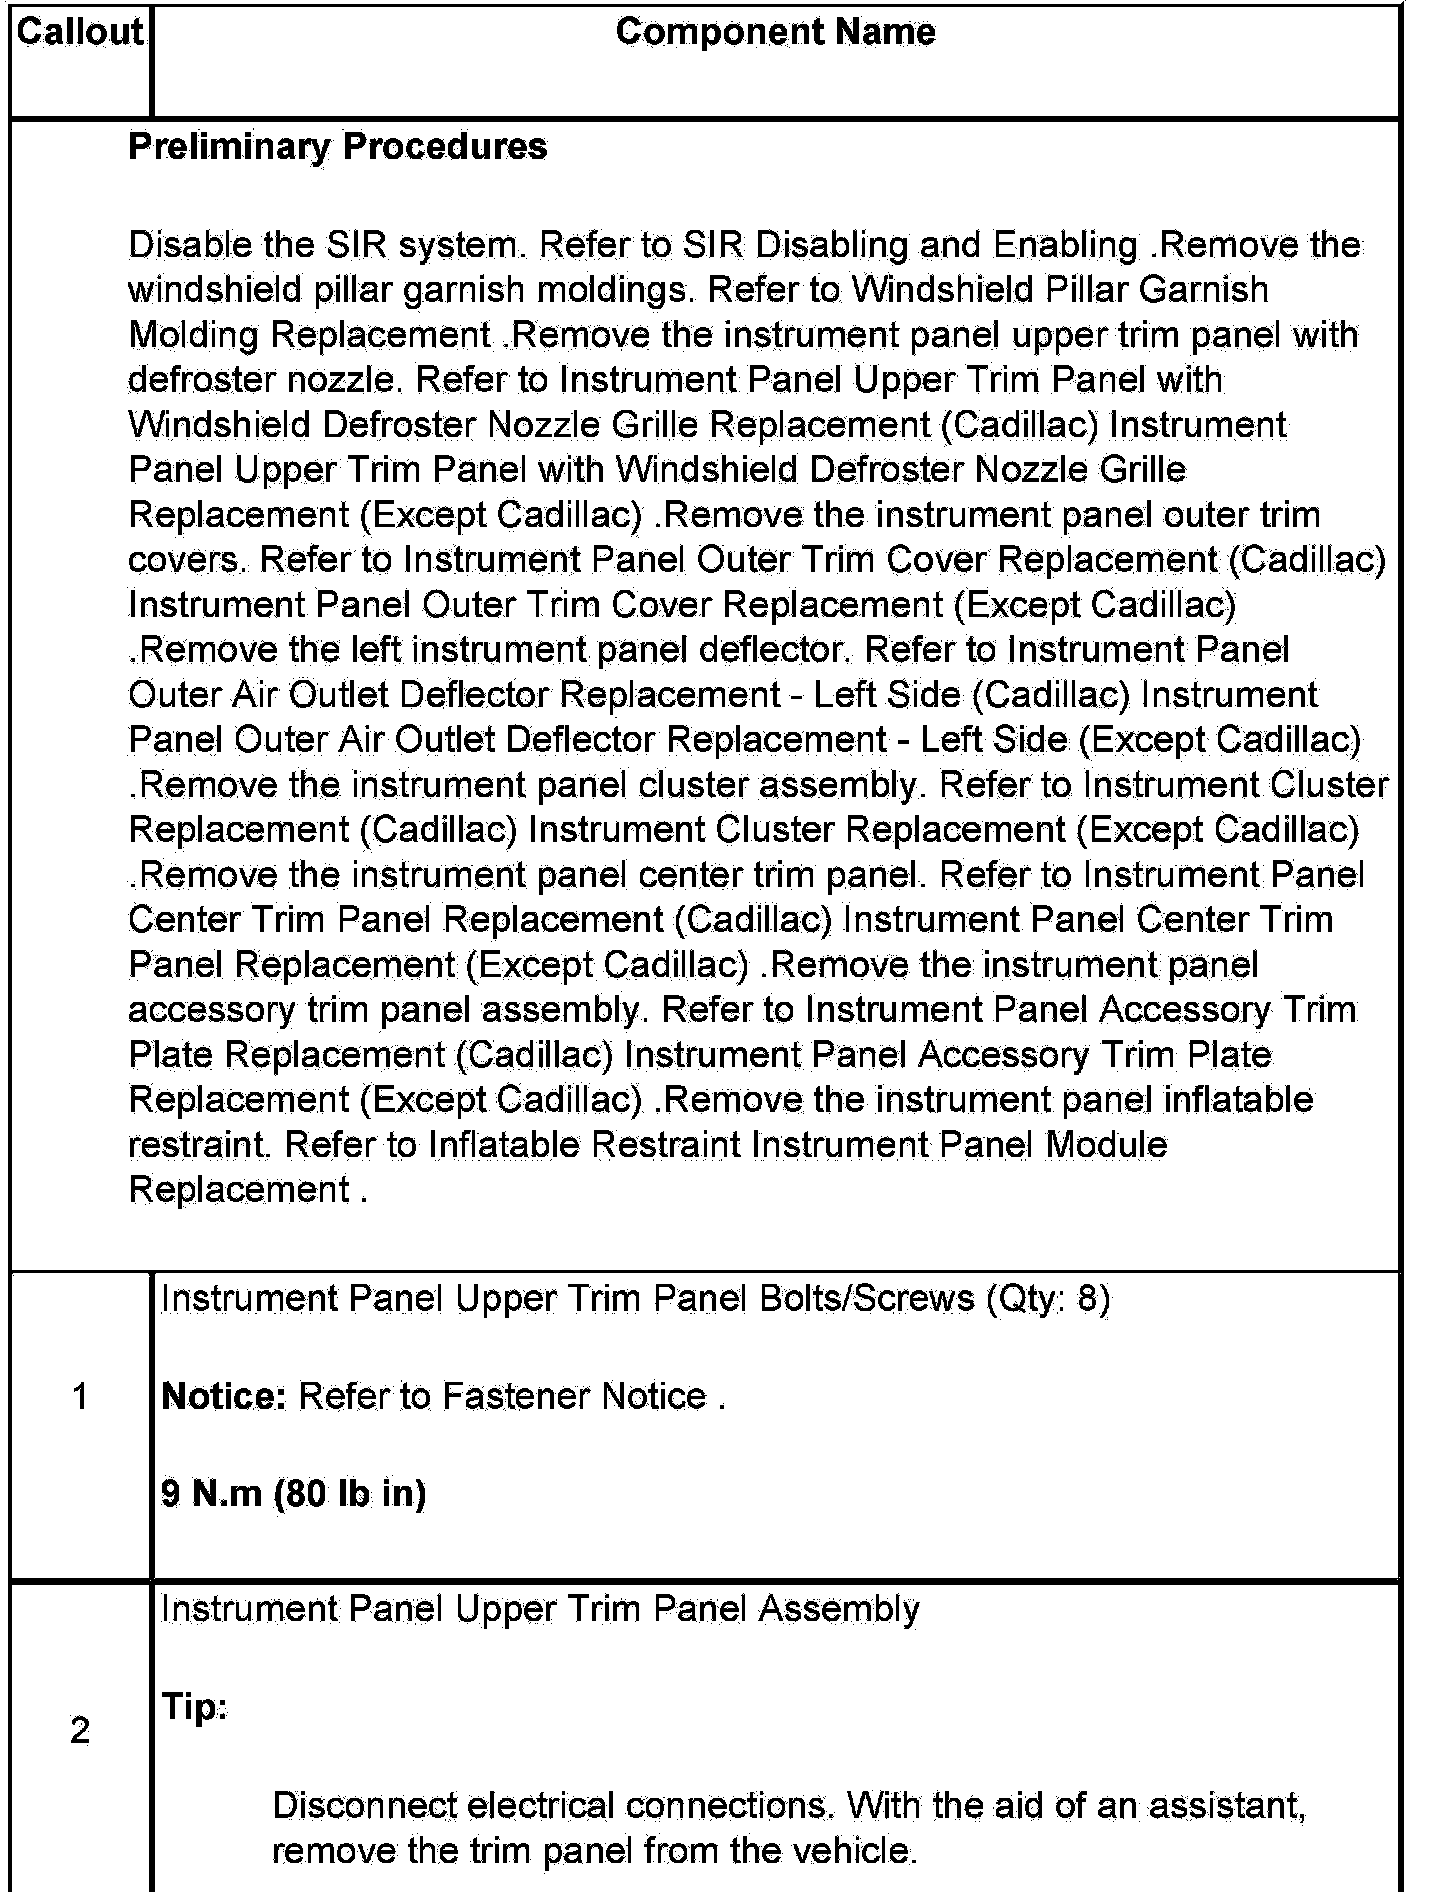 Callout
Component Name
Preliminary Procedures
Disable the SIR system. Refer to SIR Disabling and Enabling .Remove the
windshield pillar garnish moldings. Refer to Windshield Pillar Garnish
Molding Replacement .Remove the instrument panel upper trim panel with
defroster nozzle. Refer to Instrument Panel Upper Trim Panel with
Windshield Defroster Nozzle Grille Replacement (Cadillac) Instrument
Panel Upper Trim Panel with Windshield Defroster Nozzle Grille
Replacement (Except Cadillac) .Remove the instrument panel outer trim
covers. Refer to Instrument Panel Outer Trim Cover Replacement (Cadillac)
Instrument Panel Outer Trim Cover Replacement (Except Cadillac)
.Remove the left instrument panel deflector. Refer to Instrument Panel
Outer Air Outlet Deflector Replacement - Left Side (Cadillac) Instrument
Panel Outer Air Outlet Deflector Replacement - Left Side (Except Cadillac)
.Remove the instrument panel cluster assembly. Refer to Instrument Cluster
Replacement (Cadillac) Instrument Cluster Replacement (Except Cadillac)
.Remove the instrument panel center trim panel. Refer to Instrument Panel
Center Trim Panel Replacement (Cadillac) Instrument Panel Center Trim
Panel Replacement (Except Cadillac) .Remove the instrument panel
accessory trim panel assembly. Refer to Instrument Panel Accessory Trim
Plate Replacement (Cadillac) Instrument Panel Accessory Trim Plate
Replacement (Except Cadillac) .Remove the instrument panel inflatable
restraint. Refer to Inflatable Restraint Instrument Panel Module
Replacement .
Instrument Panel Upper Trim Panel Bolts/Screws (Qty: 8)
1
Notice: Refer to Fastener Notice .
9 N.m (80 lb in)
Instrument Panel Upper Trim Panel Assembly
Tip:
2
Disconnect electrical connections. With the aid of an assistant,
remove the trim panel from the vehicle.